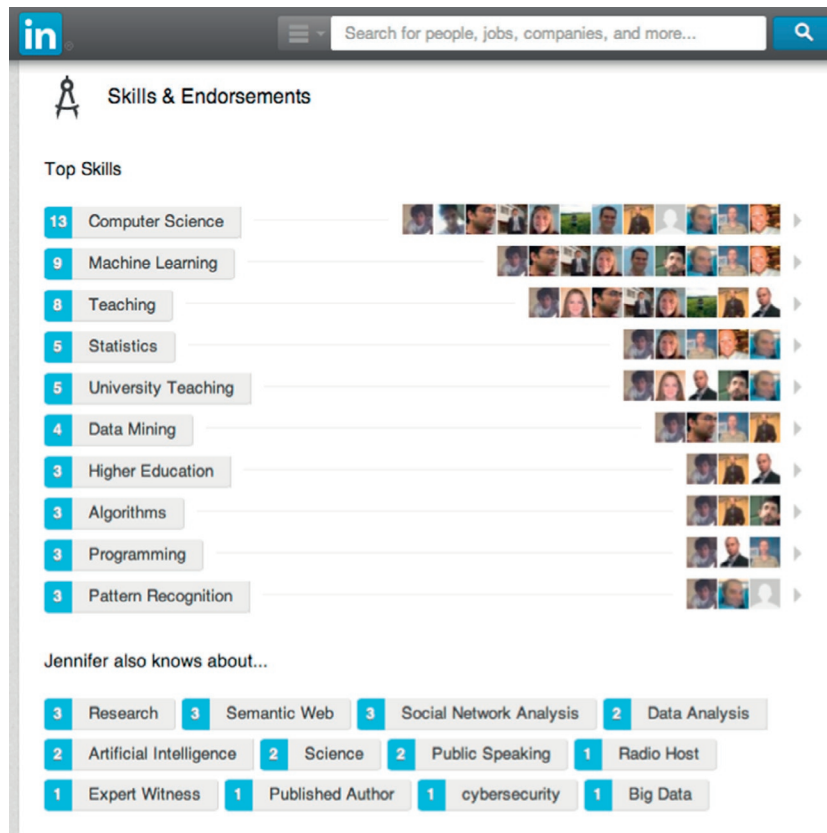 in® Search for people, jobs, companies, and more...
Skills & Endorsements
Top Skills
13 Computer Science
9 Machine Learning
8 Teaching
5 Statistics
5 University Teaching
4 Data Mining
3 Higher Education
3 Algorithms
3 Programming
3 Pattern Recognition
Jennifer also knows about...
3 Research 3 Semantic Web 3 Social Network Analysis 2 Data Analysis
2 Artificial Intelligence 2 Science 2 Public Speaking 1 Radio Host
1 Expert Witness 1 Published Author 1 cybersecurity 1 Big Data